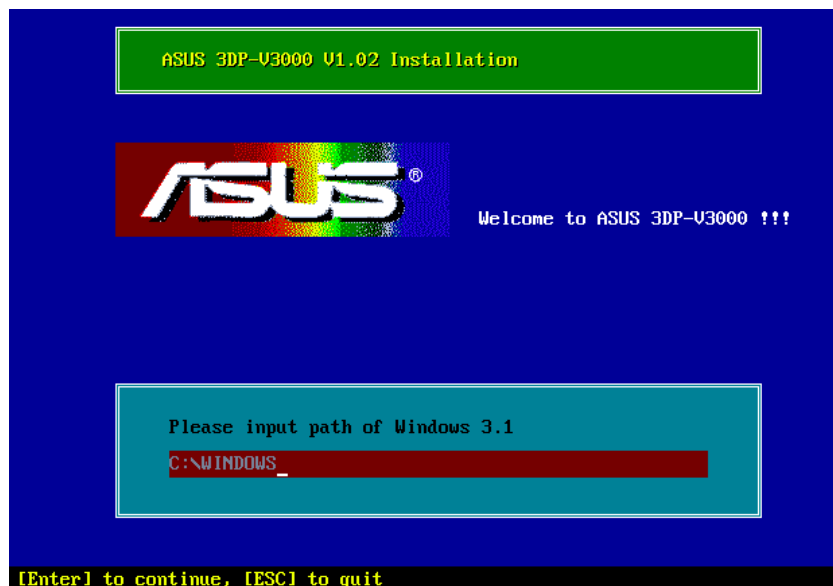 ASUS 3DP-V3000 V1.02 Installation
ASUS®
Welcome to ASUS 3DP-V3000 !!!
Please input path of Windows 3.1
C:\WINDOWS_
[Enter] to continue, [ESC] to quit